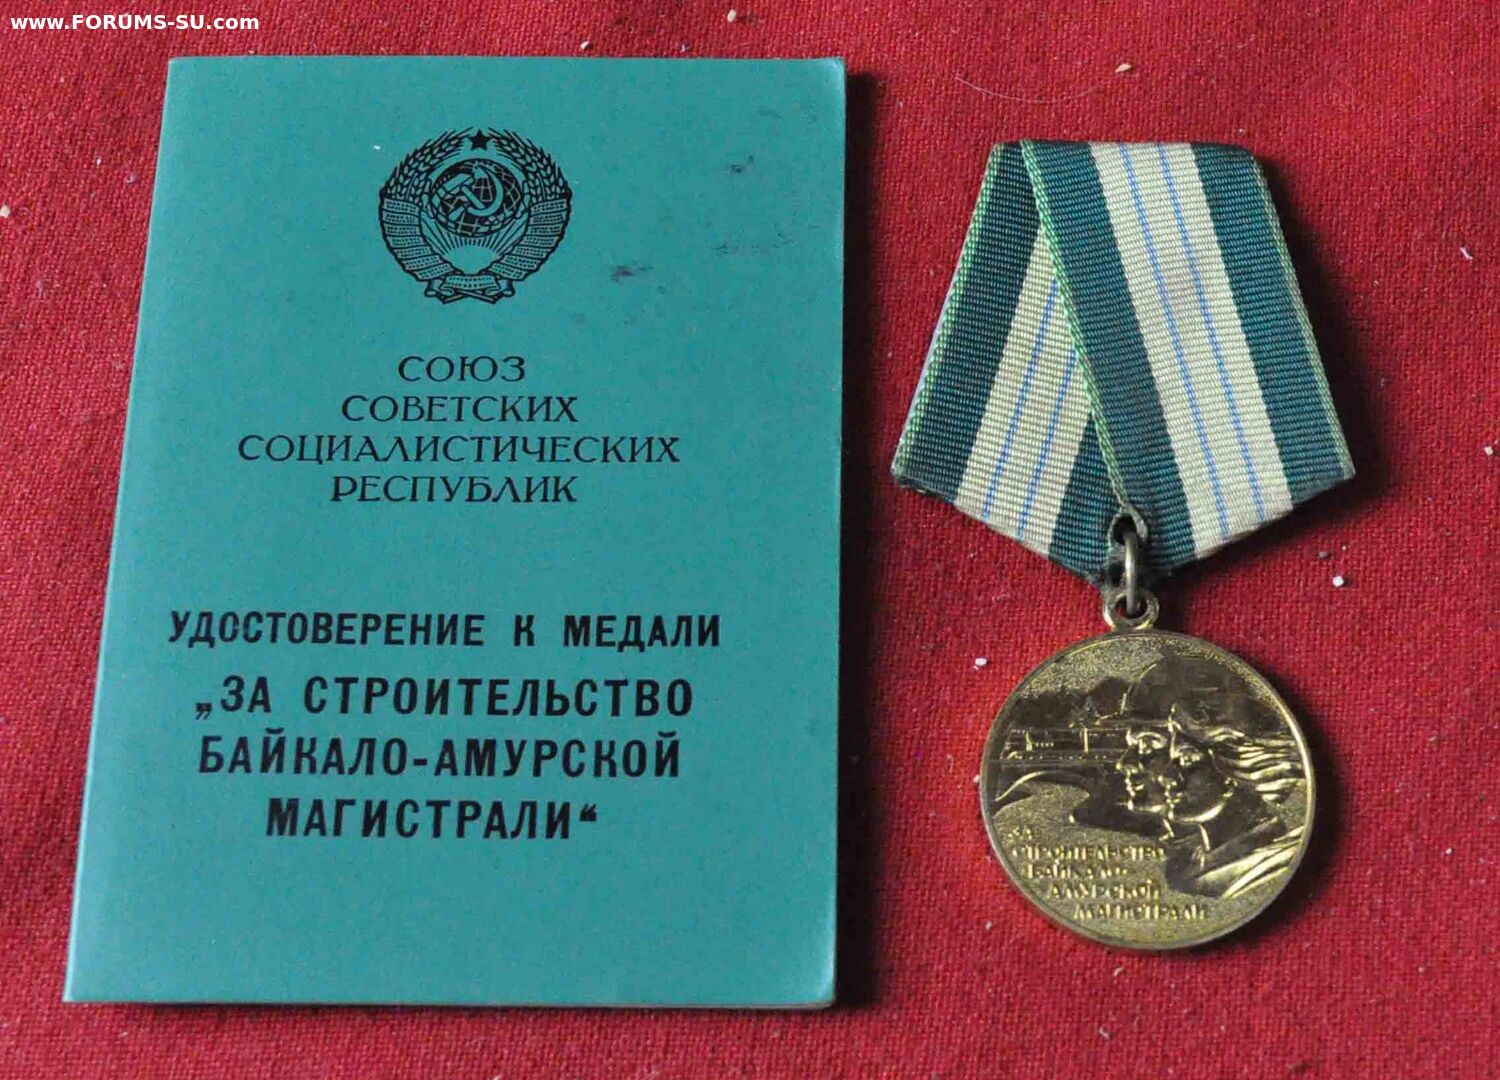 www.FORUMS-SU.com
СОЮЗ
СОВЕТСКИХ
СОЦИАЛИСТИЧЕСКИХ
РЕСПУБЛИК
УДОСТОВЕРЕНИЕ К МЕДАЛИ
„ЗА СТРОИТЕЛЬСТВО
БАЙКАЛО-АМУРСКОЙ
МАГИСТРАЛИ“
ЗА
СТРОИТЕЛЬСТВО
БАЙКАЛО-
АМУРСКОЙ
МАГИСТРАЛИ